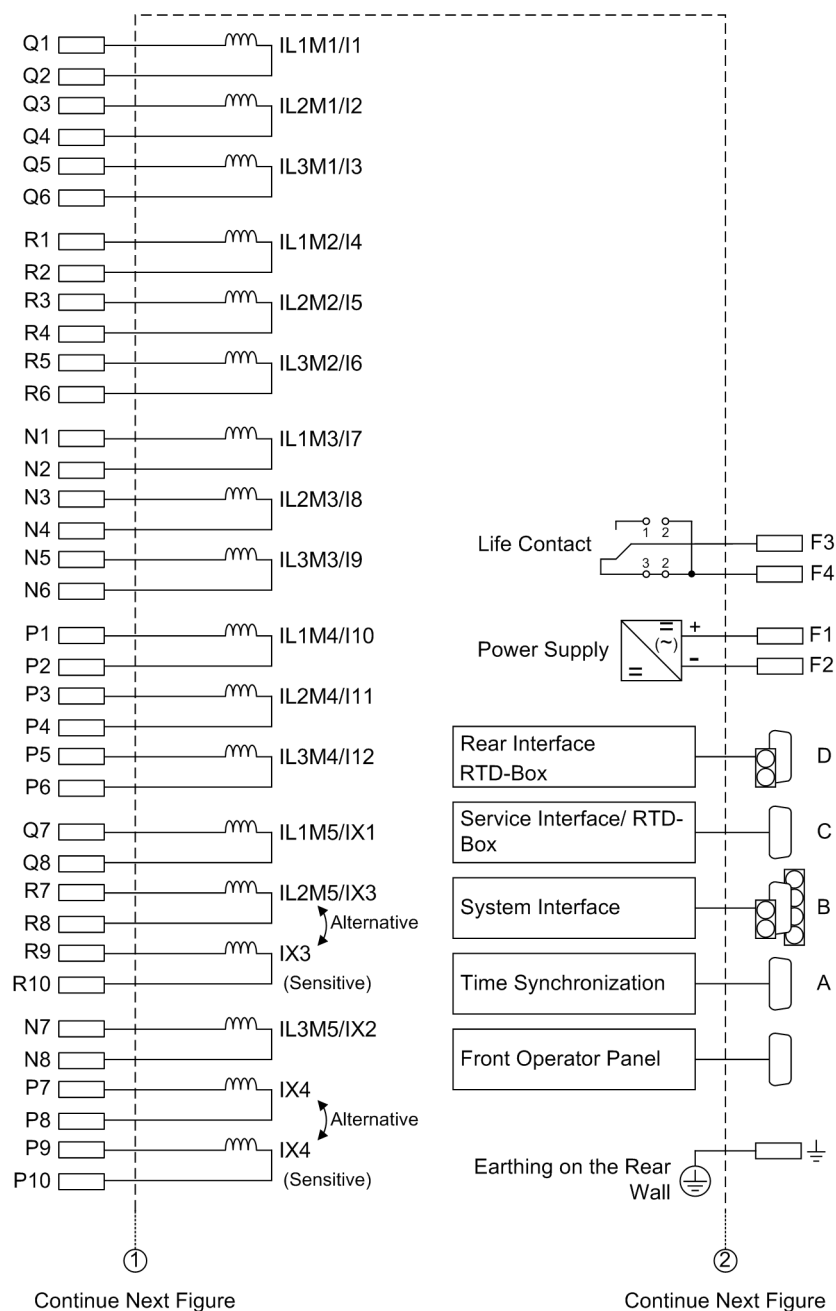 Q1
IL1M1/I1
Q2
Q3
IL2M1/I2
Q4
Q5
IL3M1/I3
Q6
R1
IL1M2/I4
R2
R3
IL2M2/I5
R4
R5
IL3M2/I6
R6
N1
IL1M3/I7
N2
N3
IL2M3/I8
N4
N5
IL3M3/I9
N6
P1
IL1M4/I10
P2
P3
IL2M4/I11
P4
P5
IL3M4/I12
P6
Q7
IL1M5/IX1
Q8
R7
IL2M5/IX3
R8
Alternative
R9
IX3
R10
(Sensitive)
N7
IL3M5/IX2
N8
P7
IX4
P8
Alternative
P9
IX4
P10
(Sensitive)
1
Continue Next Figure
1 2
Life Contact
F3
3 2
F4
= +
F1
(~)
Power Supply
= -
F2
Rear Interface
RTD-Box
D
Service Interface/ RTD-
Box
C
System Interface
B
Time Synchronization
A
Front Operator Panel
Earthing on the Rear
Wall
2
Continue Next Figure